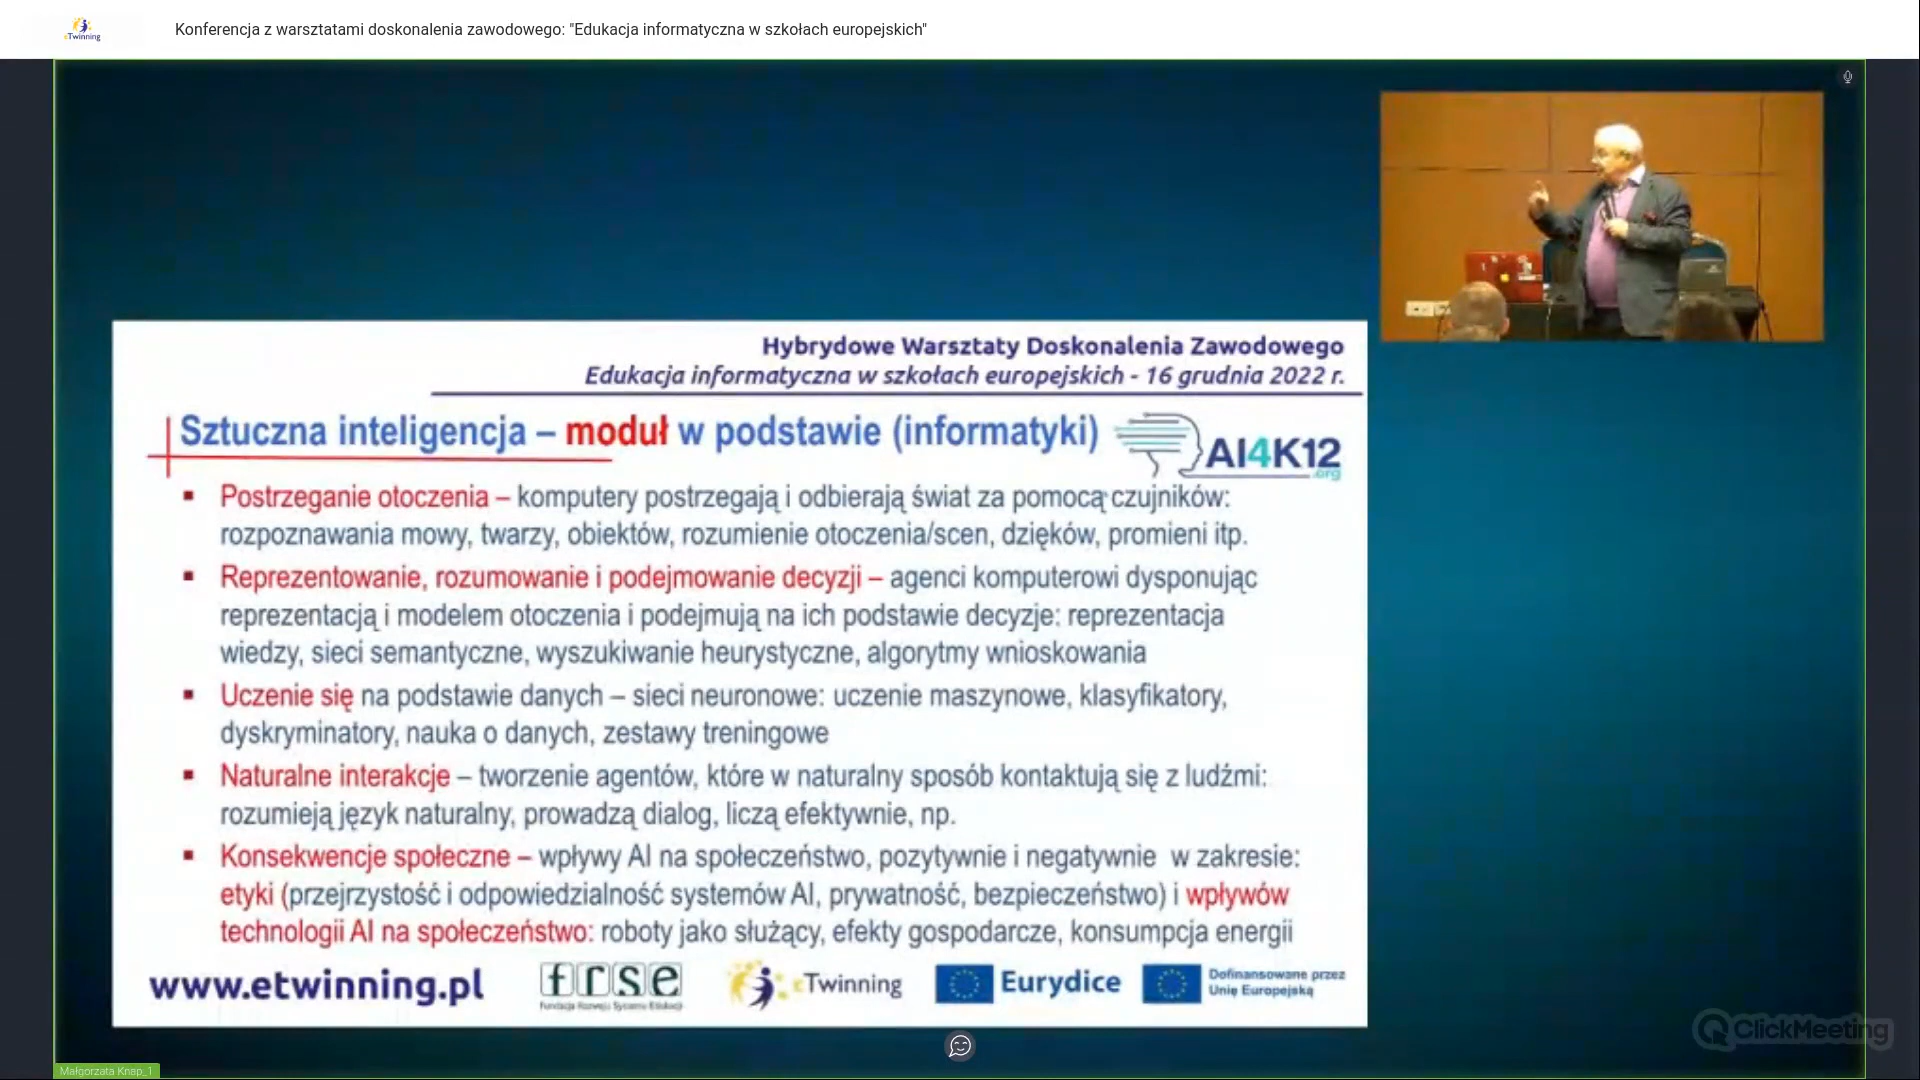 eTwinning
Konferencja z warsztatami doskonalenia zawodowego: "Edukacja informatyczna w szkołach europejskich"
Hybrydowe Warsztaty Doskonalenia Zawodowego
Edukacja informatyczna w szkołach europejskich - 16 grudnia 2022 r.
Sztuczna inteligencja – moduł w podstawie (informatyki)
AI4K12
.org
▪ Postrzeganie otoczenia – komputery postrzegają i odbierają świat za pomocą czujników:
rozpoznawania mowy, twarzy, obiektów, rozumienie otoczenia/scen, dzięków, promieni itp.
▪ Reprezentowanie, rozumowanie i podejmowanie decyzji – agenci komputerowi dysponując
reprezentacją i modelem otoczenia i podejmują na ich podstawie decyzje: reprezentacja
wiedzy, sieci semantyczne, wyszukiwanie heurystyczne, algorytmy wnioskowania
▪ Uczenie się na podstawie danych – sieci neuronowe: uczenie maszynowe, klasyfikatory,
dyskryminatory, nauka o danych, zestawy treningowe
▪ Naturalne interakcje – tworzenie agentów, które w naturalny sposób kontaktują się z ludźmi:
rozumieją język naturalny, prowadzą dialog, liczą efektywnie, np.
▪ Konsekwencje społeczne – wpływy AI na społeczeństwo, pozytywnie i negatywnie w zakresie:
etyki (przejrzystość i odpowiedzialność systemów AI, prywatność, bezpieczeństwo) i wpływów
technologii AI na społeczeństwo: roboty jako służący, efekty gospodarcze, konsumpcja energii
www.etwinning.pl
frse
Fundacja Rozwoju Systemu Edukacji
eTwinning
Eurydice
Dofinansowane przez
Unię Europejską
ClickMeeting
Małgorzata Knap_1